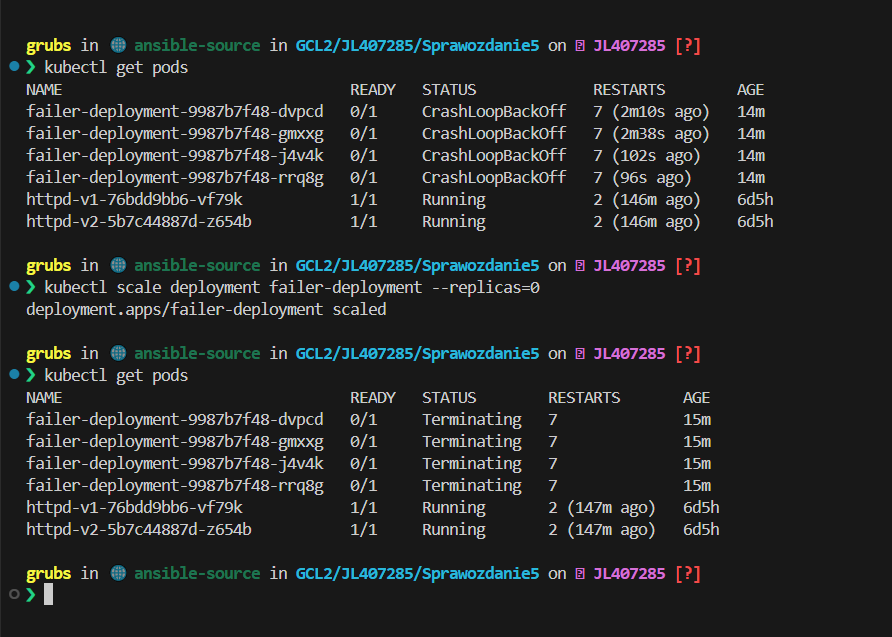 grubs in 🌐 ansible-source in GCL2/JL407285/Sprawozdanie5 on JL407285 [?]
❯ kubectl get pods
NAME READY STATUS RESTARTS AGE
failer-deployment-9987b7f48-dvpcd 0/1 CrashLoopBackOff 7 (2m10s ago) 14m
failer-deployment-9987b7f48-gmxxg 0/1 CrashLoopBackOff 7 (2m38s ago) 14m
failer-deployment-9987b7f48-j4v4k 0/1 CrashLoopBackOff 7 (102s ago) 14m
failer-deployment-9987b7f48-rrq8g 0/1 CrashLoopBackOff 7 (96s ago) 14m
httpd-v1-76bdd9bb6-vf79k 1/1 Running 2 (146m ago) 6d5h
httpd-v2-5b7c44887d-z654b 1/1 Running 2 (146m ago) 6d5h
grubs in 🌐 ansible-source in GCL2/JL407285/Sprawozdanie5 on JL407285 [?]
❯ kubectl scale deployment failer-deployment --replicas=0
deployment.apps/failer-deployment scaled
grubs in 🌐 ansible-source in GCL2/JL407285/Sprawozdanie5 on JL407285 [?]
❯ kubectl get pods
NAME READY STATUS RESTARTS AGE
failer-deployment-9987b7f48-dvpcd 0/1 Terminating 7 15m
failer-deployment-9987b7f48-gmxxg 0/1 Terminating 7 15m
failer-deployment-9987b7f48-j4v4k 0/1 Terminating 7 15m
failer-deployment-9987b7f48-rrq8g 0/1 Terminating 7 15m
httpd-v1-76bdd9bb6-vf79k 1/1 Running 2 (147m ago) 6d5h
httpd-v2-5b7c44887d-z654b 1/1 Running 2 (147m ago) 6d5h
grubs in 🌐 ansible-source in GCL2/JL407285/Sprawozdanie5 on JL407285 [?]
❯